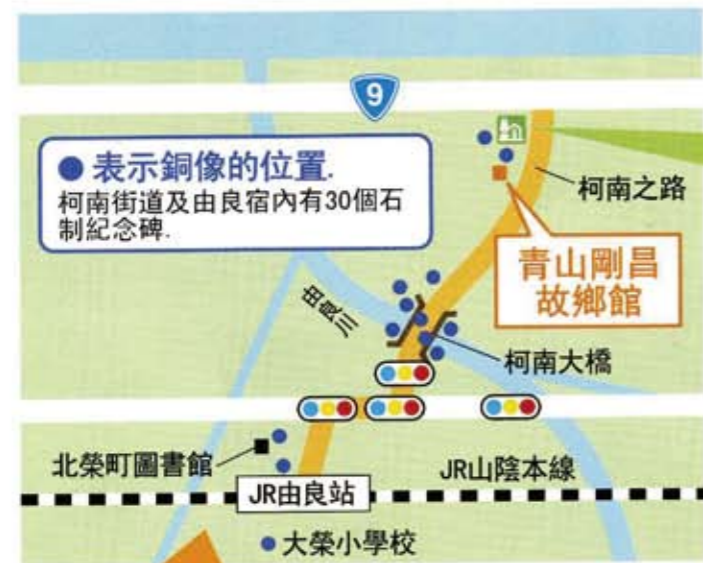 9
● 表示銅像的位置.
柯南街道及由良宿內有30個石
制紀念碑.
柯南之路
青山剛昌
故鄉館
由良川
柯南大橋
北榮町圖書館
JR山陰本線
JR由良站
大榮小學校